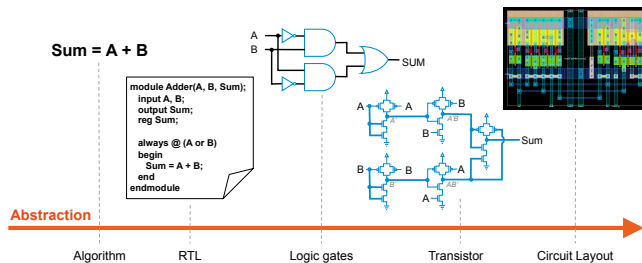 Sum = A + B
module Adder(A, B, Sum);
input A, B;
output Sum;
reg Sum;
always @ (A or B)
begin
Sum = A + B;
end
endmodule
A
B
SUM
A
A
A'
B
A'B
Sum
B
B
B'
A
AB'
A
Abstraction
Algorithm
RTL
Logic gates
Transistor
Circuit Layout